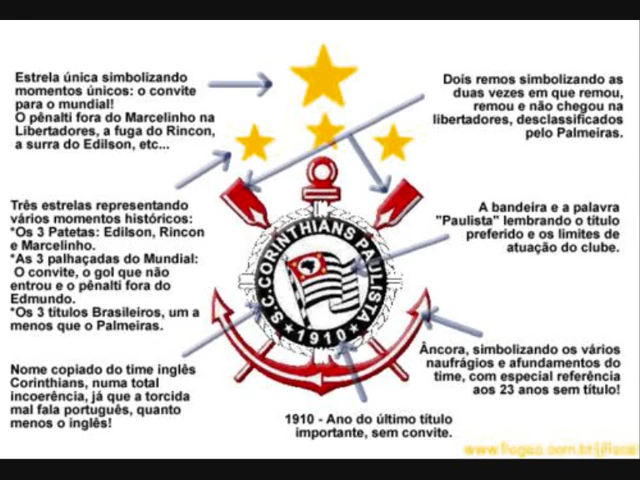 Estrela única simbolizando
momentos únicos: o convite
para o mundial!
O pênalti fora do Marcelinho na
Libertadores, a fuga do Rincon,
a surra do Edilson, etc...
Dois remos simbolizando as
duas vezes em que remou,
remou e não chegou na
libertadores, desclassificados
pelo Palmeiras.
Três estrelas representando
vários momentos históricos:
*Os 3 Patetas: Edilson, Rincon
e Marcelinho.
*As 3 palhaçadas do Mundial:
O convite, o gol que não
entrou e o pênalti fora do
Edmundo.
*Os 3 títulos Brasileiros, um a
menos que o Palmeiras.
A bandeira e a palavra
"Paulista" lembrando o título
preferido e os limites de
atuação do clube.
S.C.CORINTHIANS PAULISTA
1910
Nome copiado do time inglês
Corinthians, numa total
incoerência, já que a torcida
mal fala português, quanto
menos o inglês!
Âncora, simbolizando os vários
naufrágios e afundamentos do
time, com especial referência
aos 23 anos sem título!
1910 - Ano do último título
importante, sem convite.